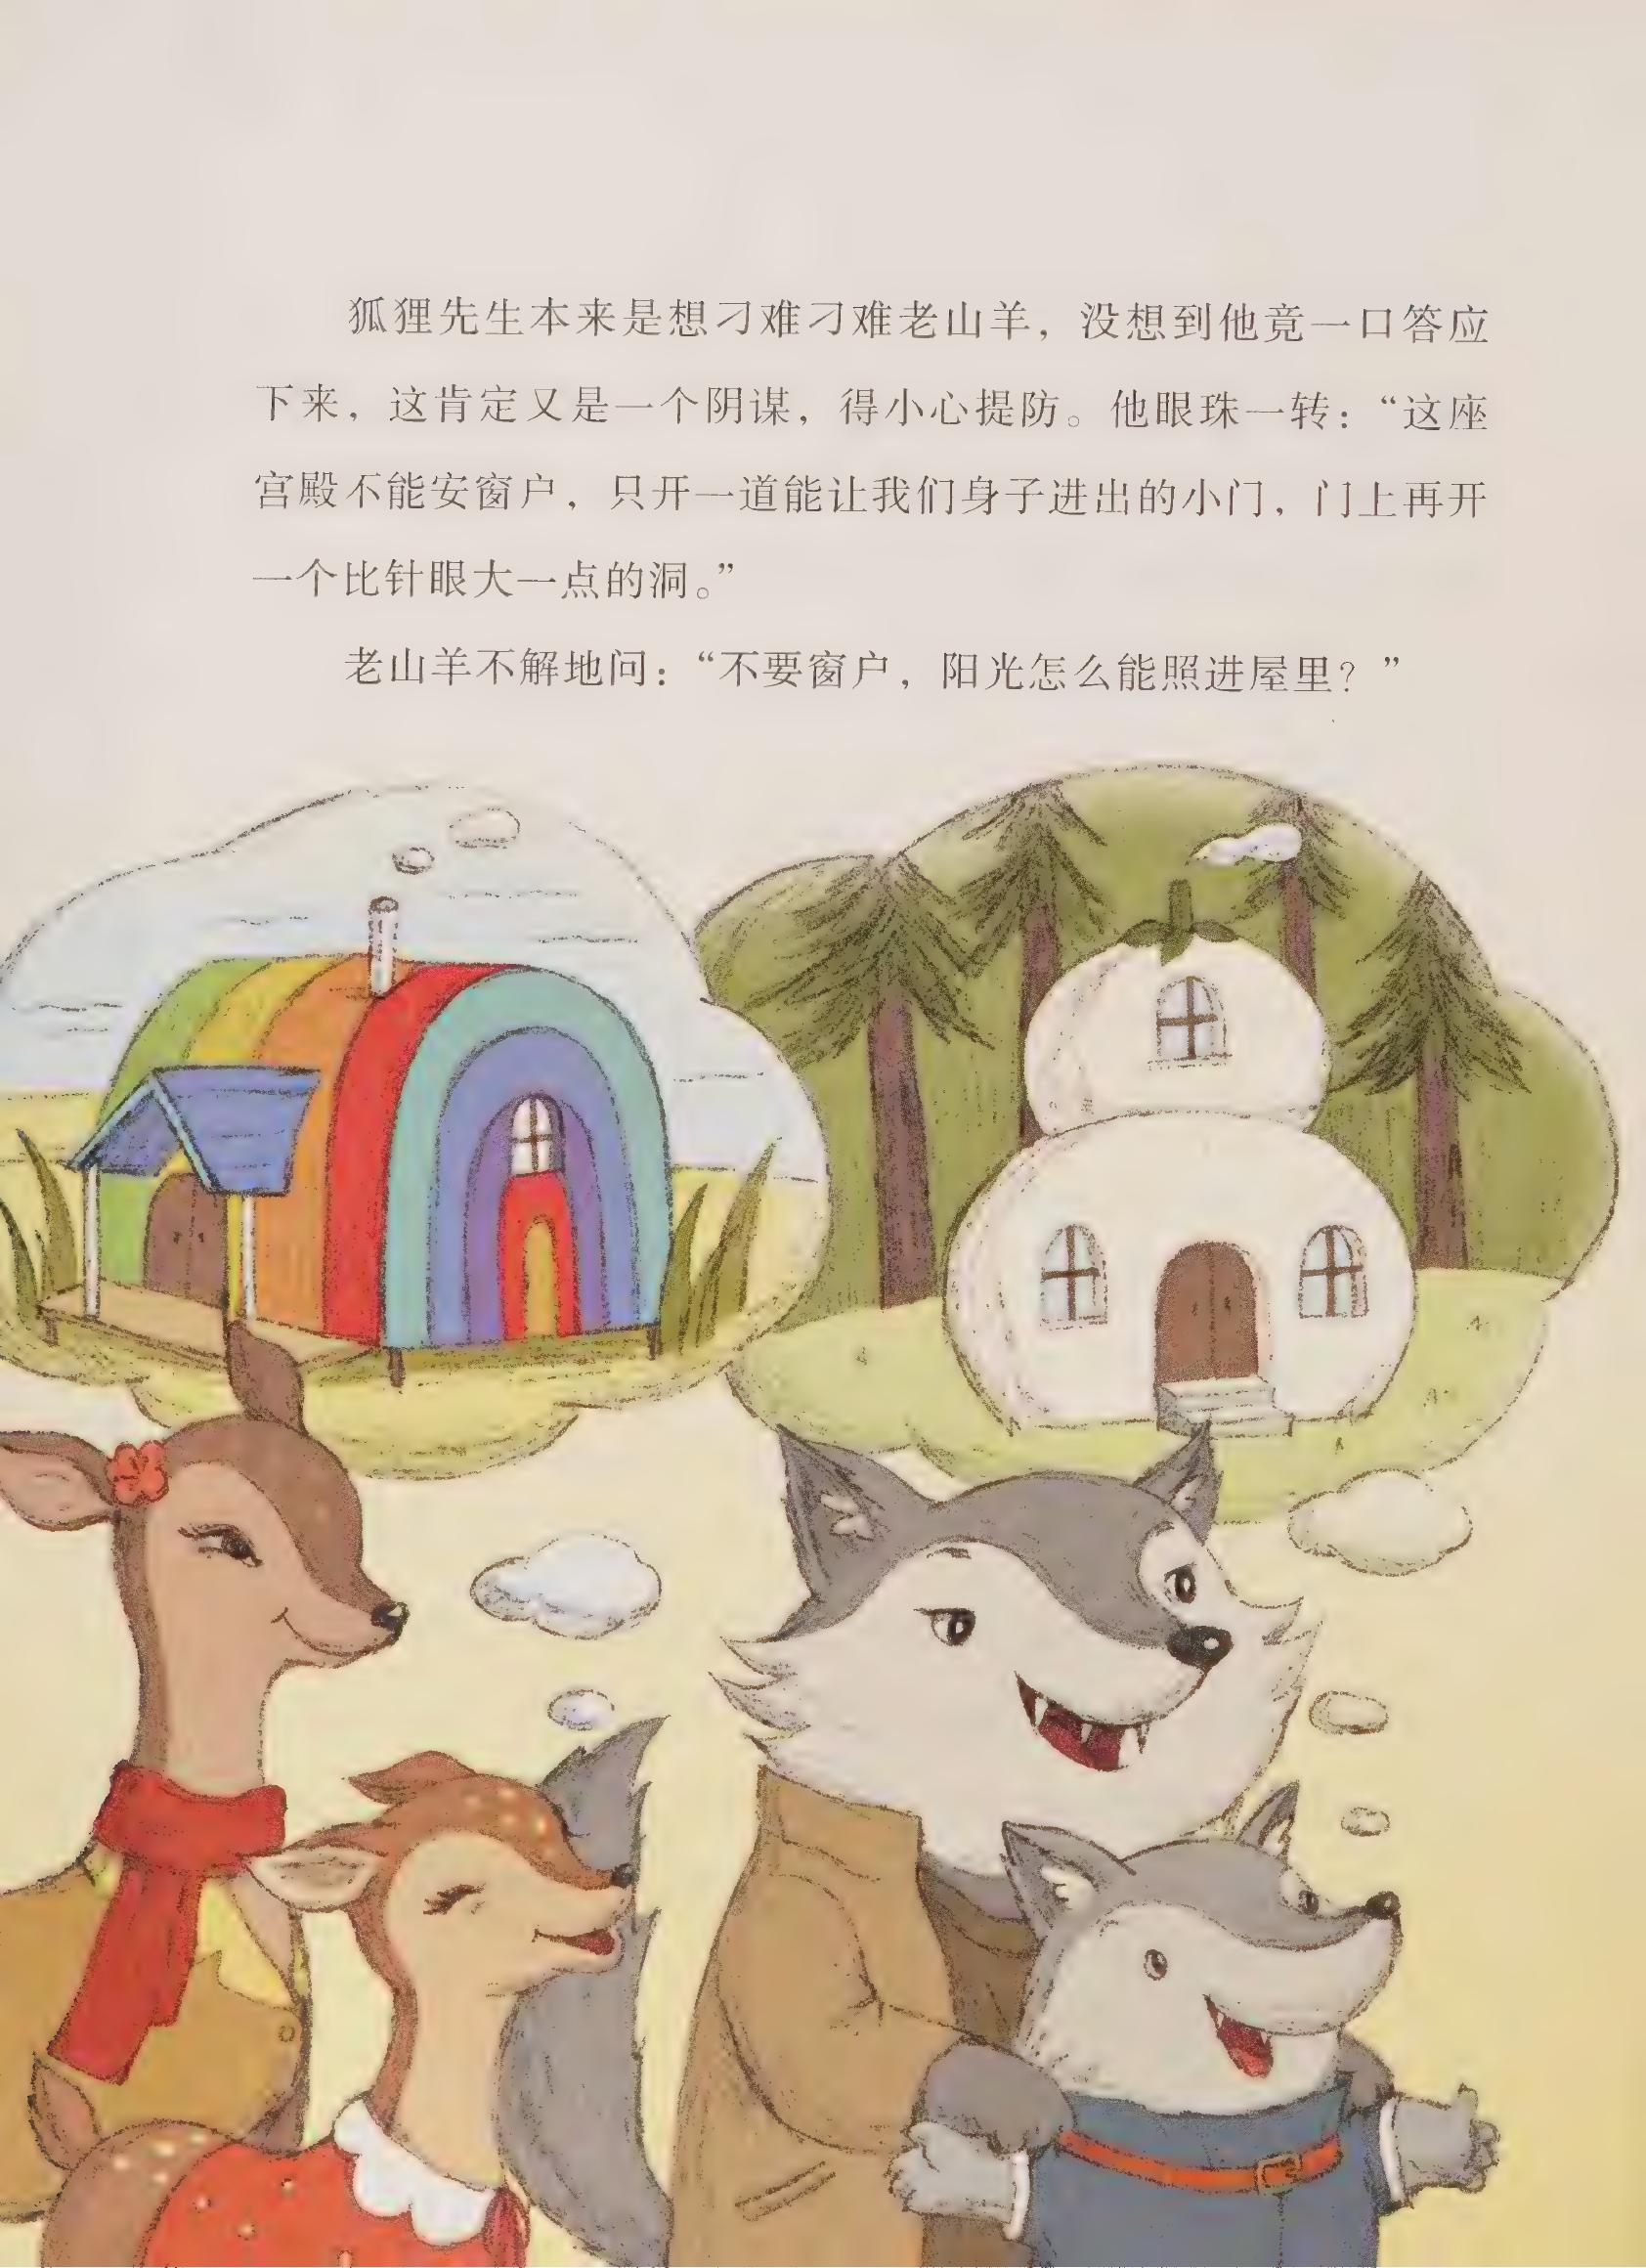 狐狸先生本来是想刁难刁难老山羊，没想到他竟一口答应
下来，这肯定又是一个阴谋，得小心提防。他眼珠一转：“这座
宫殿不能安窗户，只开一道能让我们身子进出的小门，门上再开
一个比针眼大一点的洞。”
老山羊不解地问：“不要窗户，阳光怎么能照进屋里？”